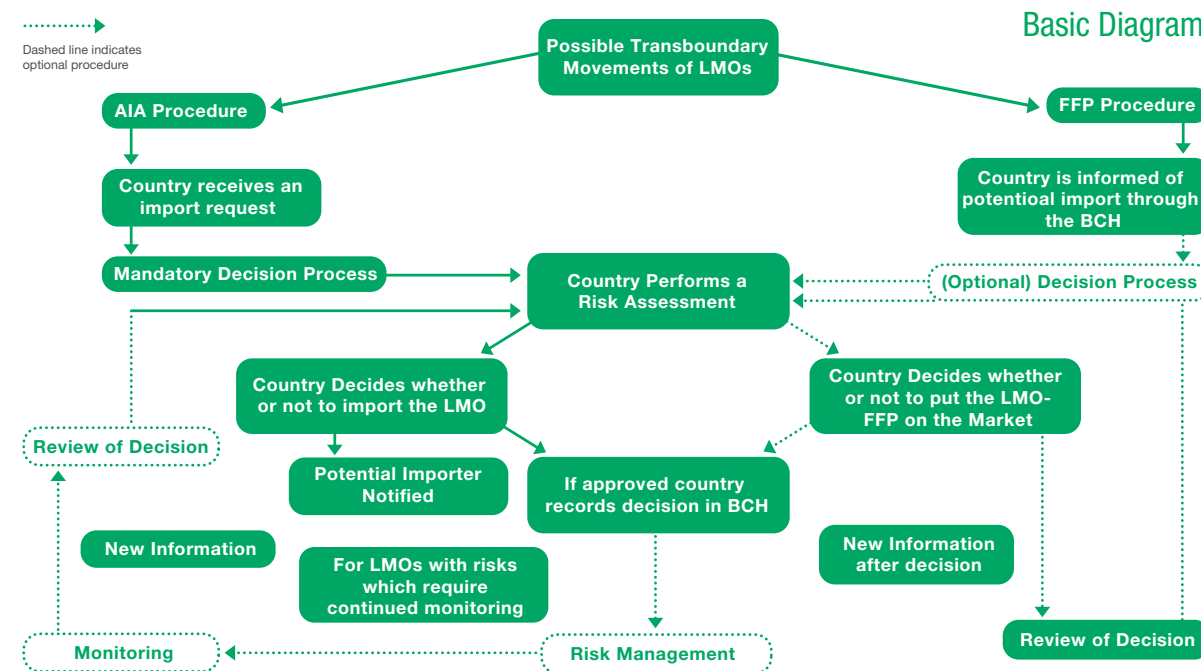 Basic Diagram
Dashed line indicates
optional procedure
Possible Transboundary
Movements of LMOs
AIA Procedure
FFP Procedure
Country receives an
import request
Country is informed of
potentioal import through
the BCH
Mandatory Decision Process
Country Performs a
Risk Assessment
(Optional) Decision Process
Country Decides whether
or not to import the LMO
Country Decides whether
or not to put the LMO-
FFP on the Market
Review of Decision
Potential Importer
Notified
If approved country
records decision in BCH
New Information
For LMOs with risks
which require
continued monitoring
New Information
after decision
Monitoring
Risk Management
Review of Decision